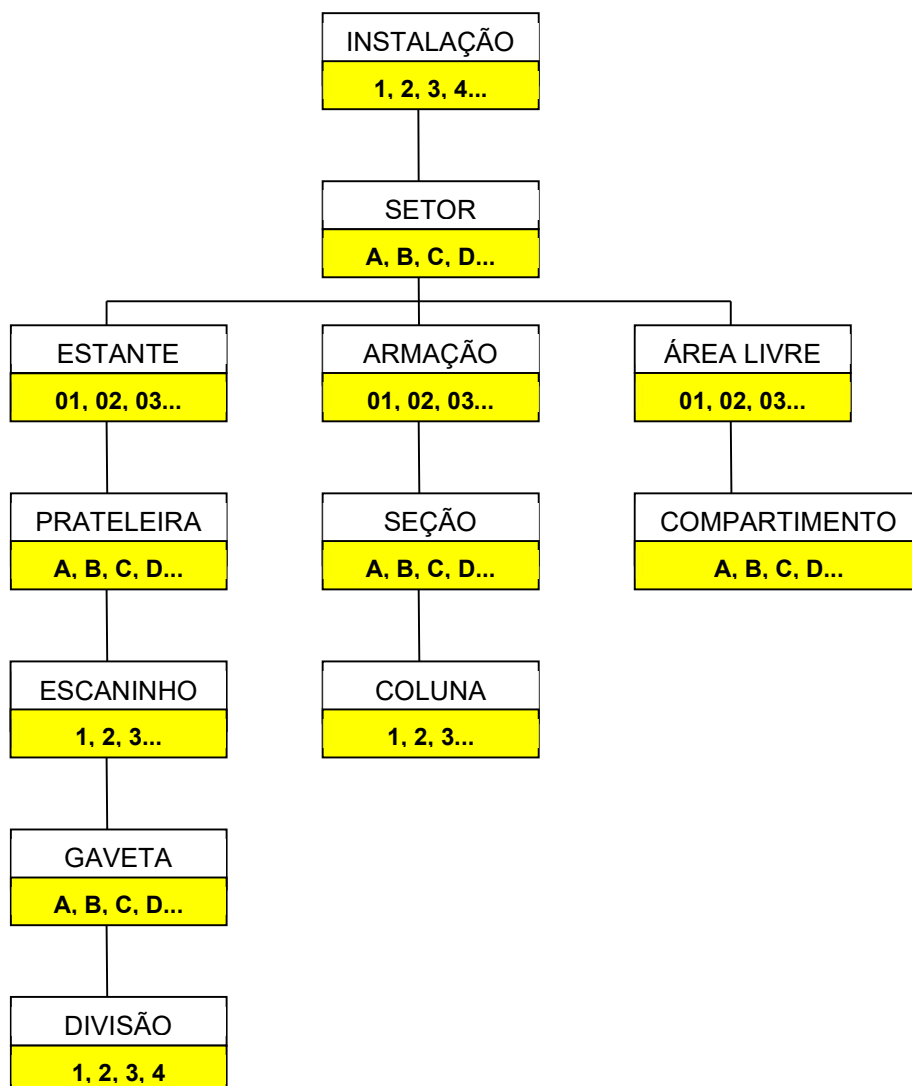 INSTALAÇÃO
1, 2, 3, 4...
SETOR
A, B, C, D...
ESTANTE
01, 02, 03...
ARMAÇÃO
01, 02, 03...
ÁREA LIVRE
01, 02, 03...
PRATELEIRA
A, B, C, D...
SEÇÃO
A, B, C, D...
COMPARTIMENTO
A, B, C, D...
ESCANINHO
1, 2, 3...
COLUNA
1, 2, 3...
GAVETA
A, B, C, D...
DIVISÃO
1, 2, 3, 4